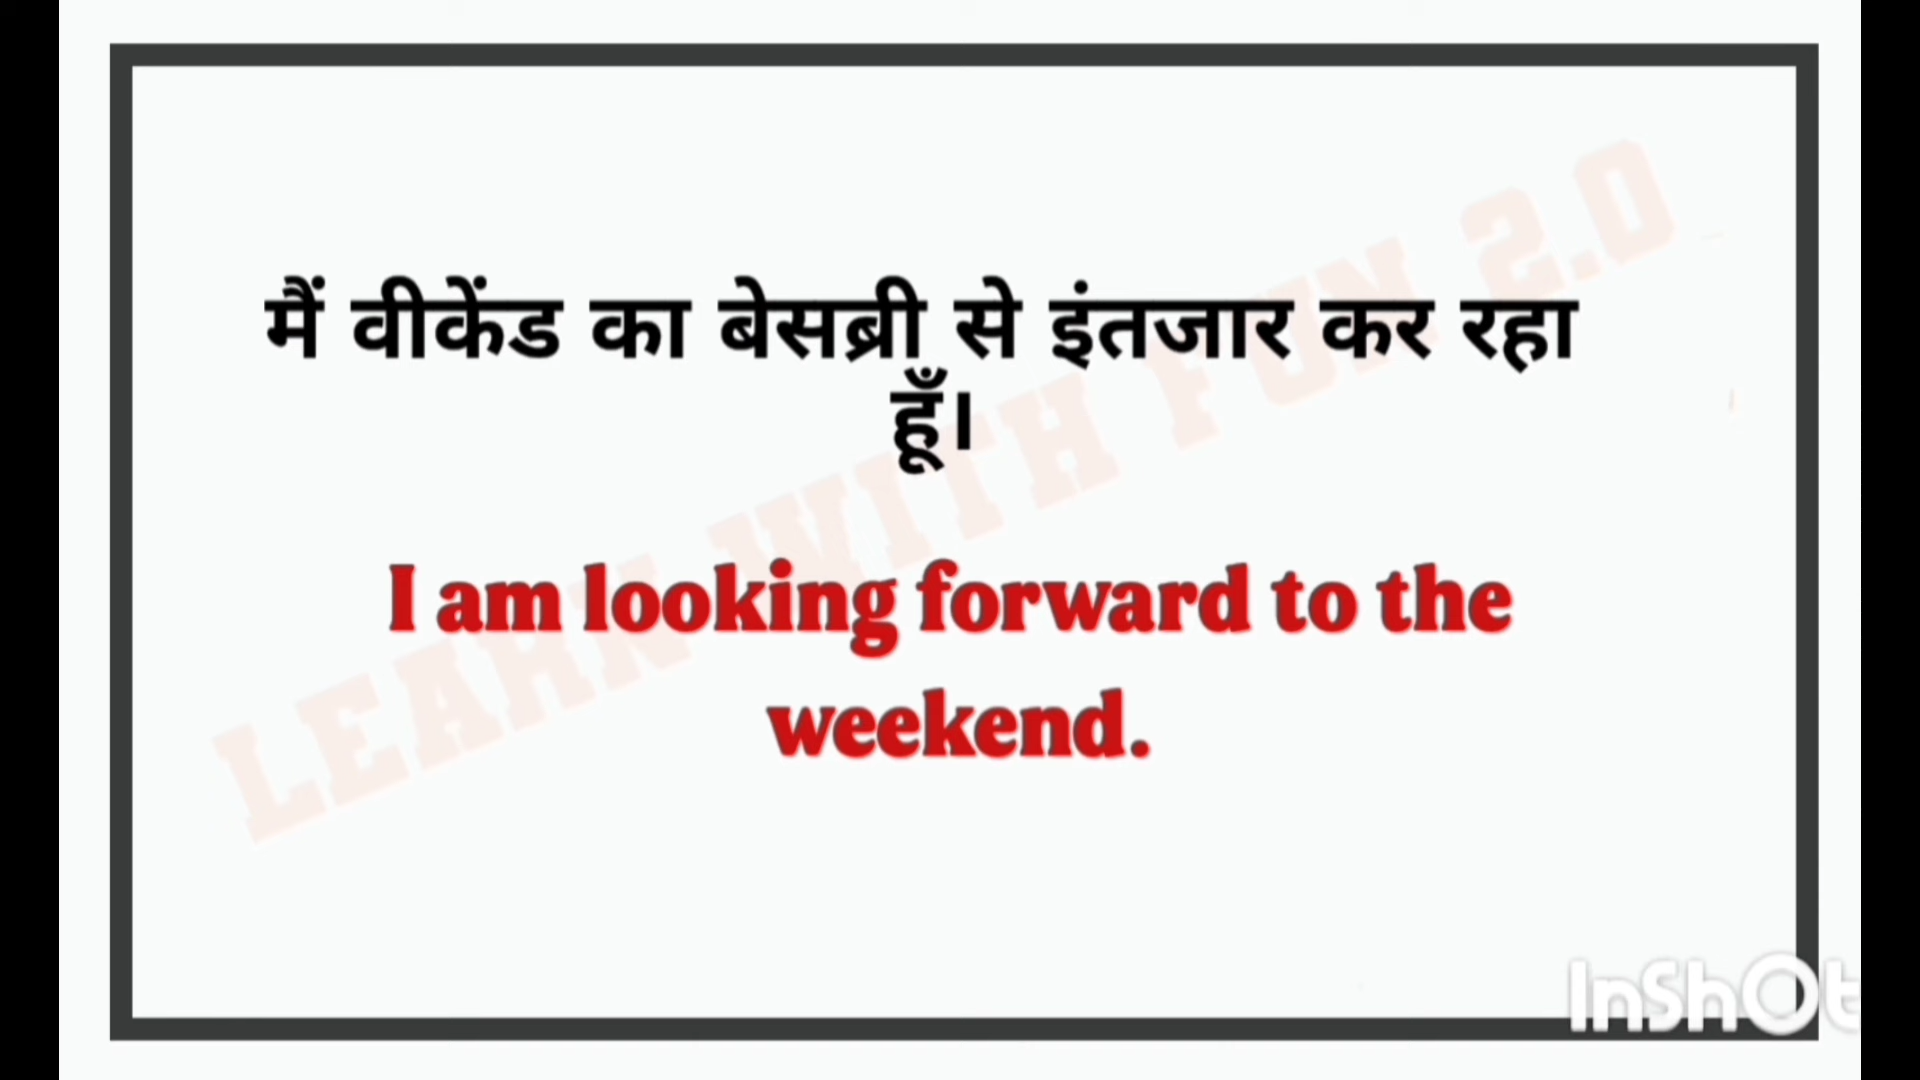 मैं वीकेंड का बेसब्री से इंतजार कर रहा
हूँ।
I am looking forward to the
weekend.
LEARN WITH FUN 2.0
InShOt